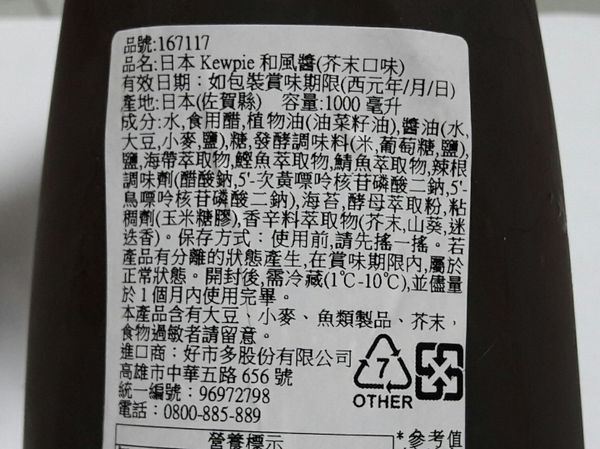 品號:167117
品名:日本 Kewpie 和風醬(芥末口味)
有效日期：如包裝賞味期限(西元年/月/日)
產地:日本(佐賀縣)　容量:1000 毫升
成分:水,食用醋,植物油(油菜籽油),醬油(水,
大豆,小麥,鹽),糖,發酵調味料(米,葡萄糖,鹽),
鹽,海帶萃取物,鰹魚萃取物,鯖魚萃取物,辣根
調味劑(醋酸鈉,5'-次黃嘌呤核苷磷酸二鈉,5'-
鳥嘌呤核苷磷酸二鈉),海苔,酵母萃取粉,粘
稠劑(玉米糖膠),香辛料萃取物(芥末,山葵,迷
迭香)。保存方式：使用前,請先搖一搖。若
產品有分離的狀態產生,在賞味期限內,屬於
正常狀態。開封後,需冷藏(1℃-10℃),並儘量
於1個月內使用完畢。
本產品含有大豆、小麥、魚類製品、芥末，
食物過敏者請留意。
進口商：好市多股份有限公司
高雄市中華五路 656 號
統一編號：96972798
電話：0800-885-889
7
OTHER
營養標示
*參考值